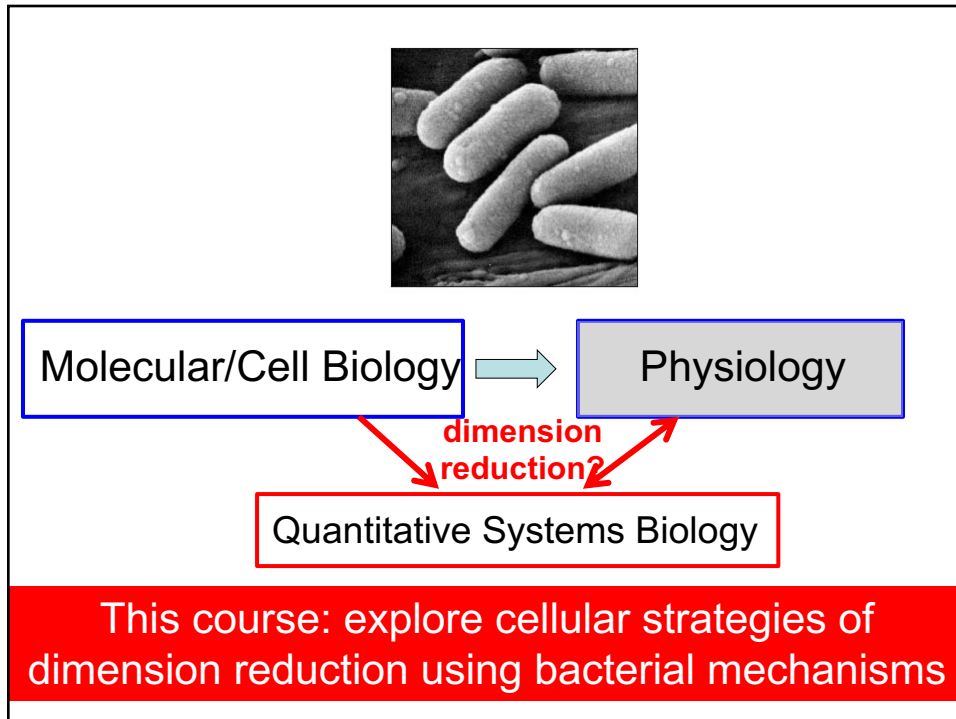 Molecular/Cell Biology
Physiology
dimension
reduction?
Quantitative Systems Biology
This course: explore cellular strategies of
dimension reduction using bacterial mechanisms